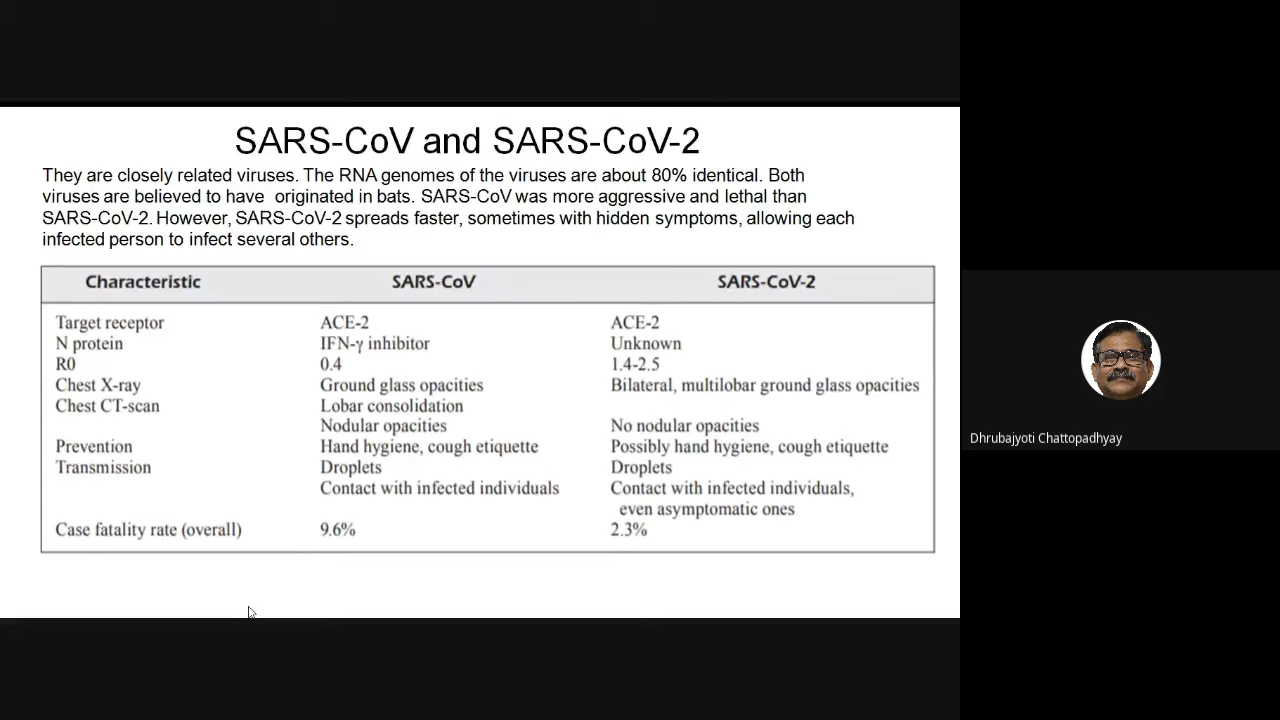 SARS-CoV and SARS-CoV-2
They are closely related viruses. The RNA genomes of the viruses are about 80% identical. Both
viruses are believed to have originated in bats. SARS-CoV was more aggressive and lethal than
SARS-CoV-2. However, SARS-CoV-2 spreads faster, sometimes with hidden symptoms, allowing each
infected person to infect several others.
Characteristic SARS-CoV SARS-CoV-2
Target receptor ACE-2 ACE-2
N protein IFN-γ inhibitor Unknown
R0 0.4 1.4-2.5
Chest X-ray Ground glass opacities Bilateral, multilobar ground glass opacities
Chest CT-scan Lobar consolidation
Nodular opacities No nodular opacities
Prevention Hand hygiene, cough etiquette Possibly hand hygiene, cough etiquette
Transmission Droplets Droplets
Contact with infected individuals Contact with infected individuals,
even asymptomatic ones
Case fatality rate (overall) 9.6% 2.3%
Dhrubajyoti Chattopadhyay